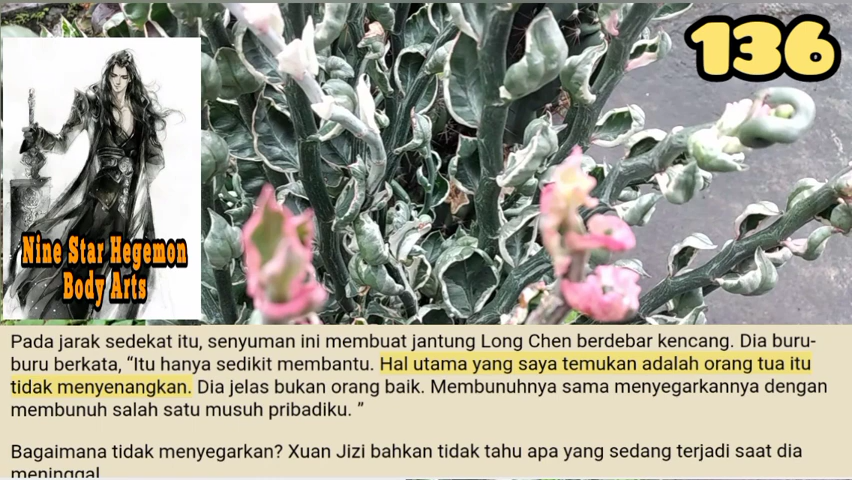 136
Nine Star Hegemon
Body Arts
Pada jarak sedekat itu, senyuman ini membuat jantung Long Chen berdebar kencang. Dia buru-
buru berkata, “Itu hanya sedikit membantu. Hal utama yang saya temukan adalah orang tua itu
tidak menyenangkan. Dia jelas bukan orang baik. Membunuhnya sama menyegarkannya dengan
membunuh salah satu musuh pribadiku. ”
Bagaimana tidak menyegarkan? Xuan Jizi bahkan tidak tahu apa yang sedang terjadi saat dia
meninggal